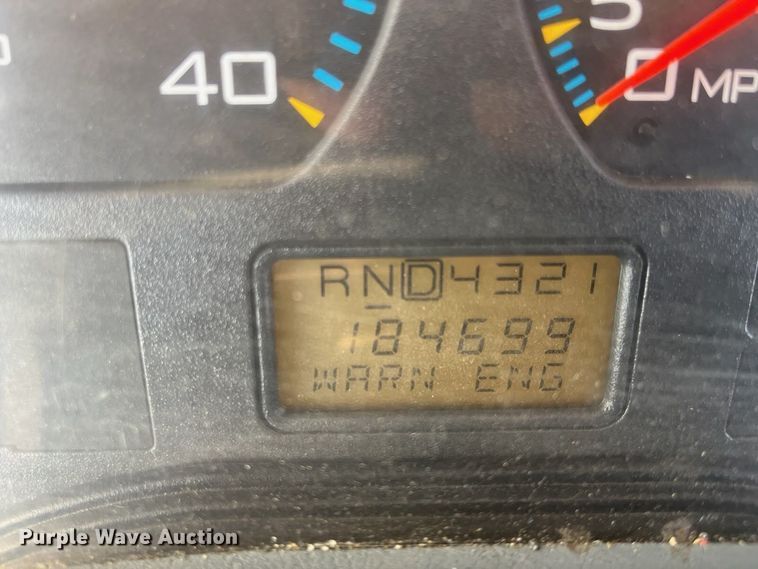 40
5
0 MP
RND4321
184699
WARN ENG
Purple Wave Auction